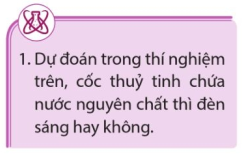 1. Dự đoán trong thí nghiệm
trên, cốc thuỷ tinh chứa
nước nguyên chất thì đèn
sáng hay không.